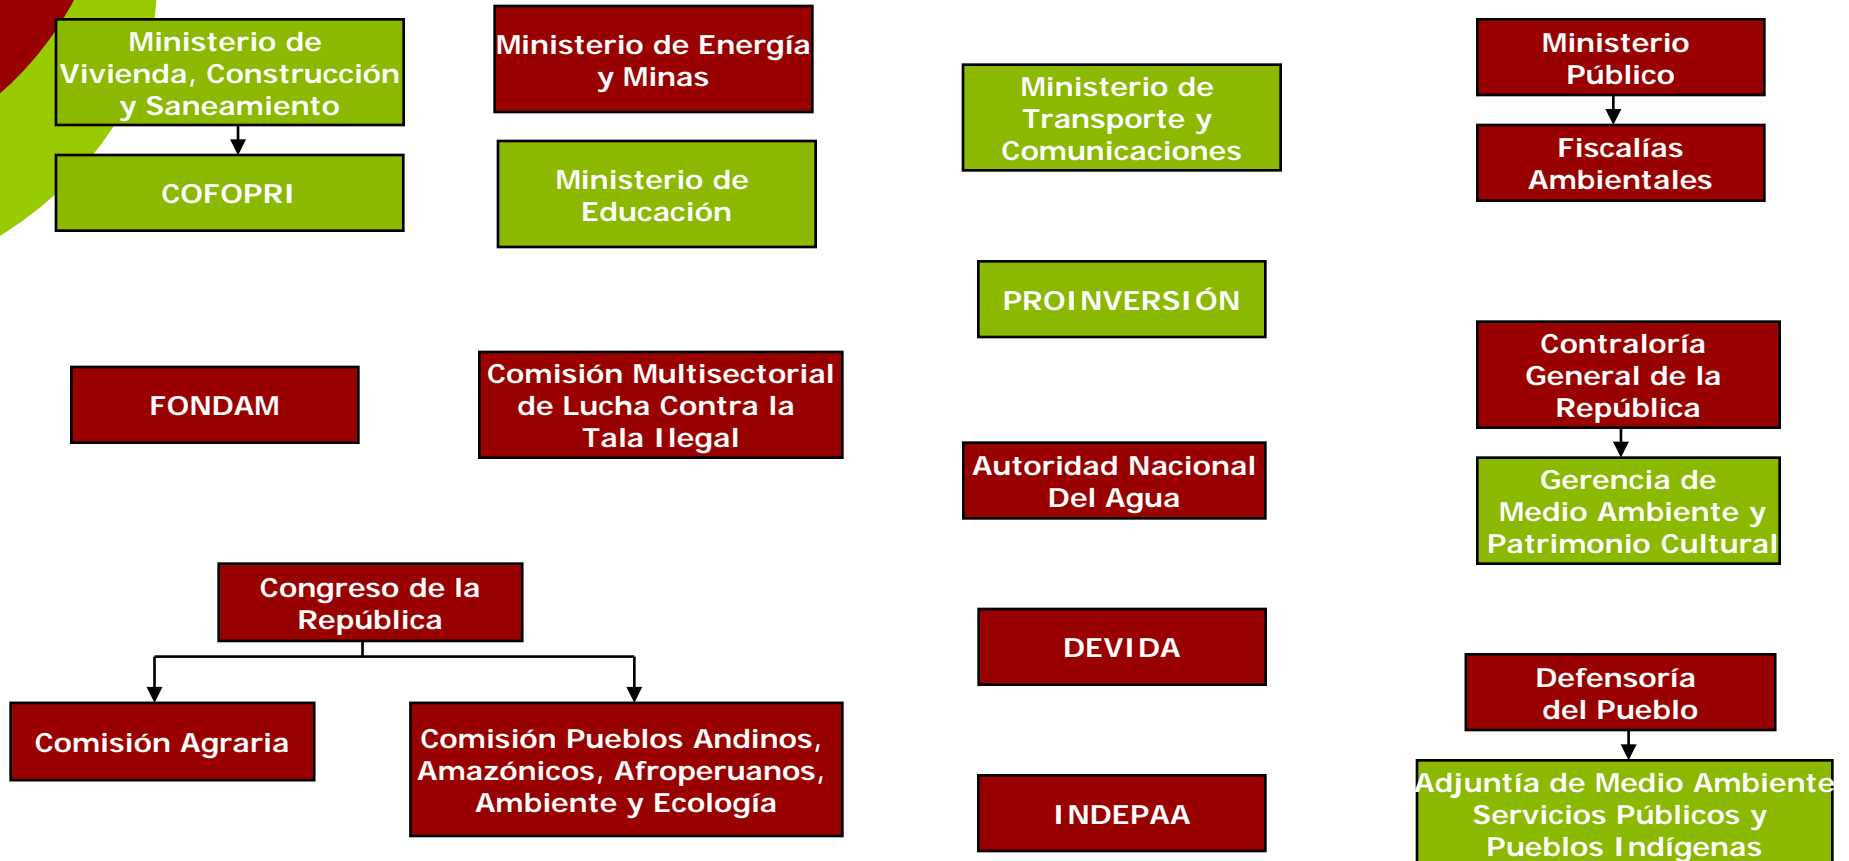 Ministerio de
Vivienda, Construcción
y Saneamiento
COFOPRI
Ministerio de Energía
y Minas
Ministerio de
Educación
Ministerio de
Transporte y
Comunicaciones
Ministerio
Público
Fiscalías
Ambientales
PROINVERSIÓN
FONDAM
Comisión Multisectorial
de Lucha Contra la
Tala Ilegal
Contraloría
General de la
República
Autoridad Nacional
Del Agua
Gerencia de
Medio Ambiente y
Patrimonio Cultural
Congreso de la
República
Comisión Agraria
Comisión Pueblos Andinos,
Amazónicos, Afroperuanos,
Ambiente y Ecología
DEVIDA
INDEPAA
Defensoría
del Pueblo
Adjuntía de Medio Ambiente
Servicios Públicos y
Pueblos Indígenas